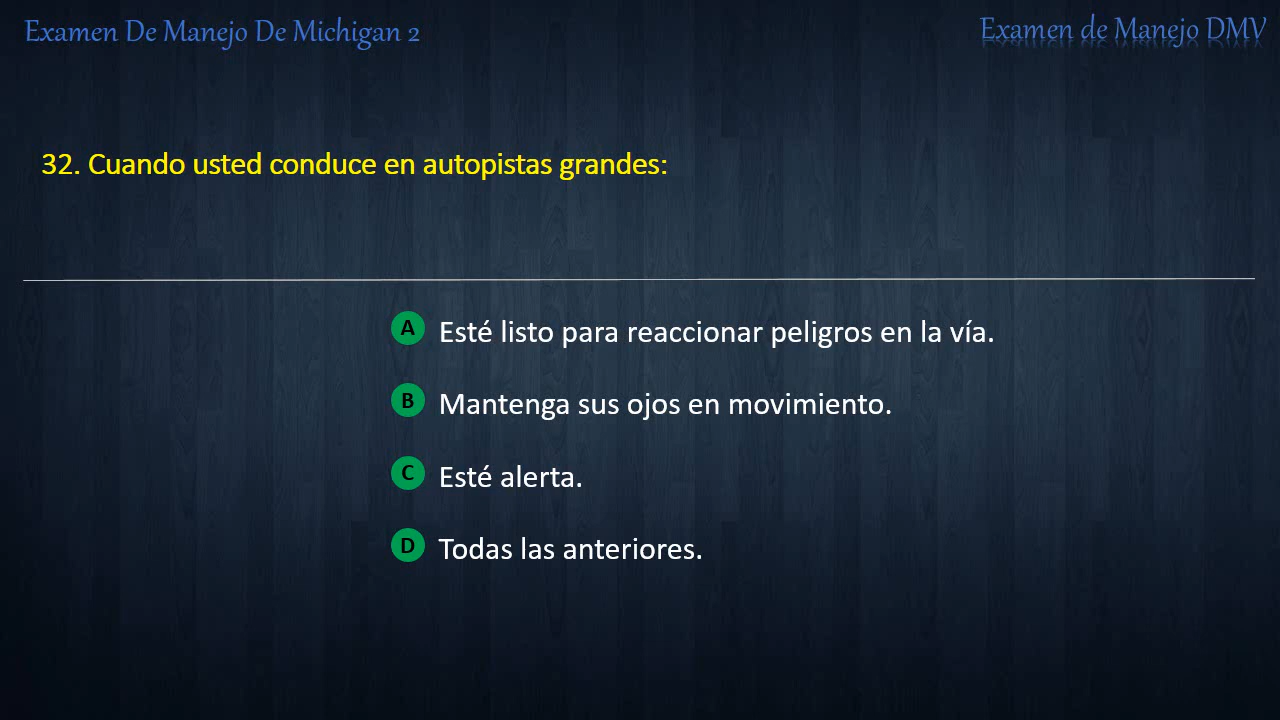 Examen De Manejo De Michigan 2
Examen de Manejo DMV
32. Cuando usted conduce en autopistas grandes:
A Esté listo para reaccionar peligros en la vía.
B Mantenga sus ojos en movimiento.
C Esté alerta.
D Todas las anteriores.